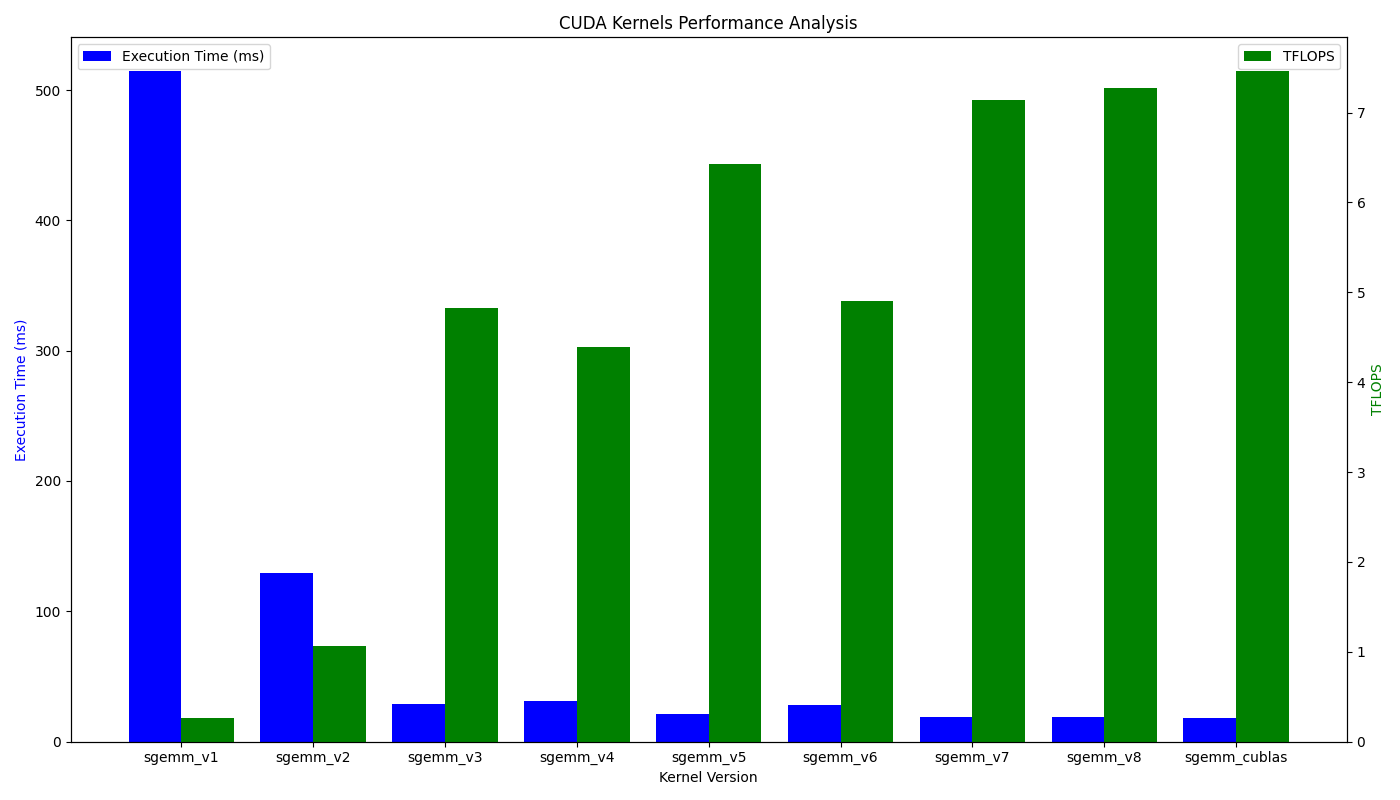 CUDA Kernels Performance Analysis
Execution Time (ms)
TFLOPS
Execution Time (ms)
500
400
300
200
100
0
7
6
5
4
3
2
1
0
TFLOPS
sgemm_v1 sgemm_v2 sgemm_v3 sgemm_v4 sgemm_v5 sgemm_v6 sgemm_v7 sgemm_v8 sgemm_cublas
Kernel Version